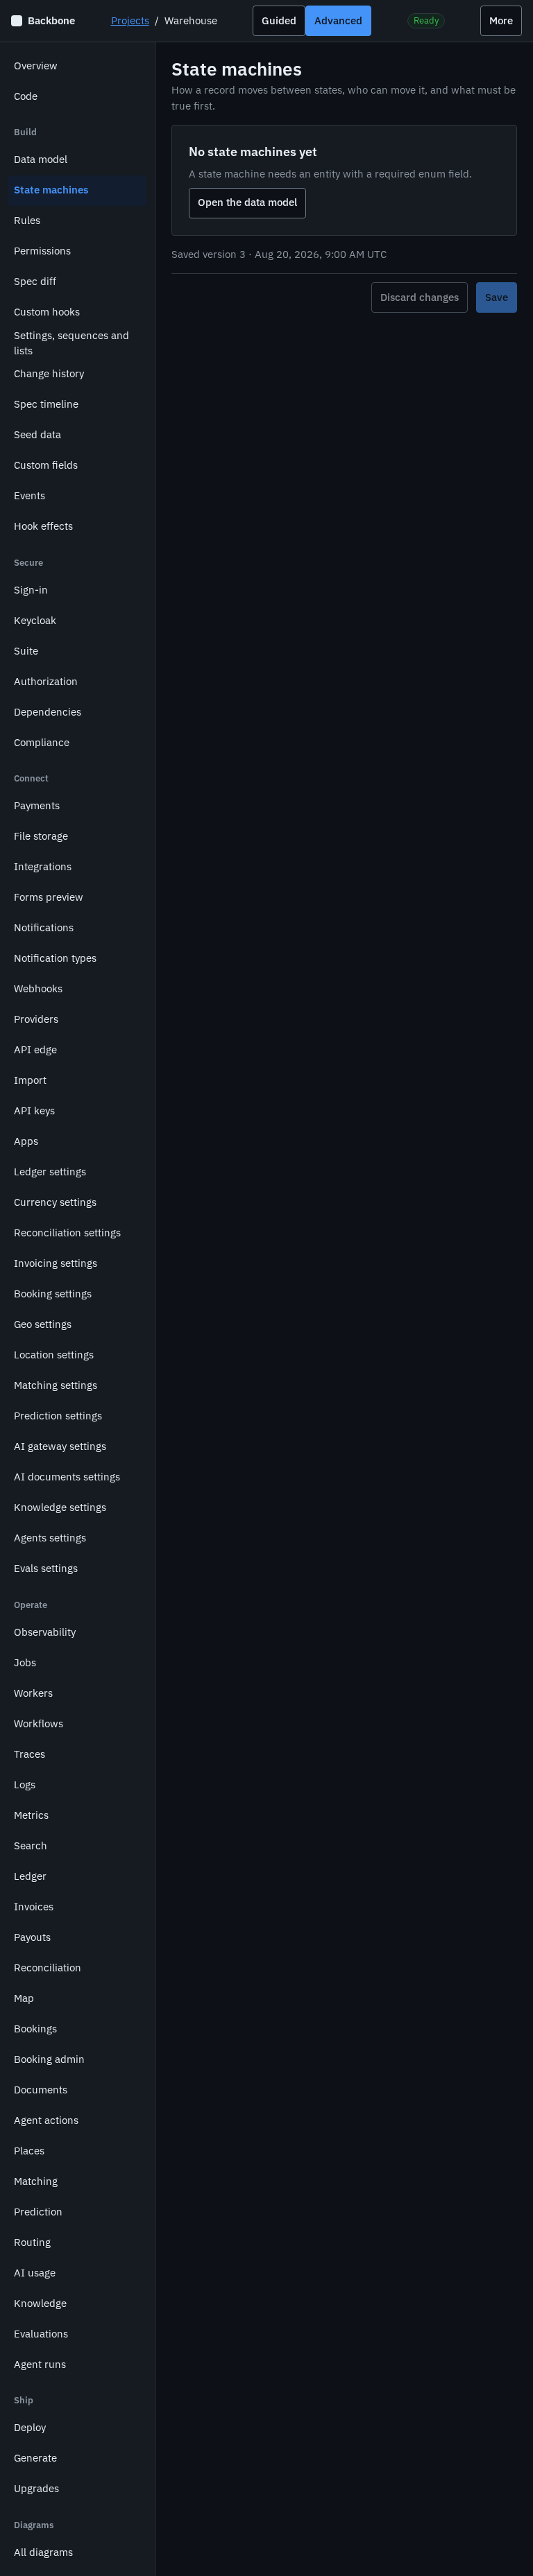 Backbone
Projects / Warehouse
Guided
Advanced
Ready
More
Overview
Code
Build
Data model
State machines
Rules
Permissions
Spec diff
Custom hooks
Settings, sequences and
lists
Change history
Spec timeline
Seed data
Custom fields
Events
Hook effects
Secure
Sign-in
Keycloak
Suite
Authorization
Dependencies
Compliance
Connect
Payments
File storage
Integrations
Forms preview
Notifications
Notification types
Webhooks
Providers
API edge
Import
API keys
Apps
Ledger settings
Currency settings
Reconciliation settings
Invoicing settings
Booking settings
Geo settings
Location settings
Matching settings
Prediction settings
AI gateway settings
AI documents settings
Knowledge settings
Agents settings
Evals settings
Operate
Observability
Jobs
Workers
Workflows
Traces
Logs
Metrics
Search
Ledger
Invoices
Payouts
Reconciliation
Map
Bookings
Booking admin
Documents
Agent actions
Places
Matching
Prediction
Routing
AI usage
Knowledge
Evaluations
Agent runs
Ship
Deploy
Generate
Upgrades
Diagrams
All diagrams
State machines
How a record moves between states, who can move it, and what must be
true first.
No state machines yet
A state machine needs an entity with a required enum field.
Open the data model
Saved version 3 · Aug 20, 2026, 9:00 AM UTC
Discard changes
Save